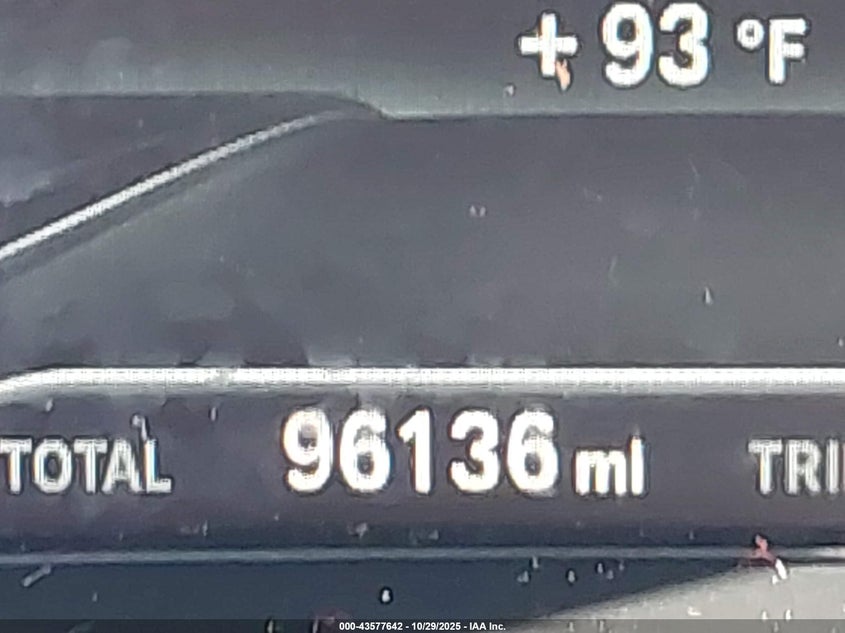 + 93 °F
TOTAL 96136 mi TRI
000-43577642 - 10/29/2025 - IAA Inc.